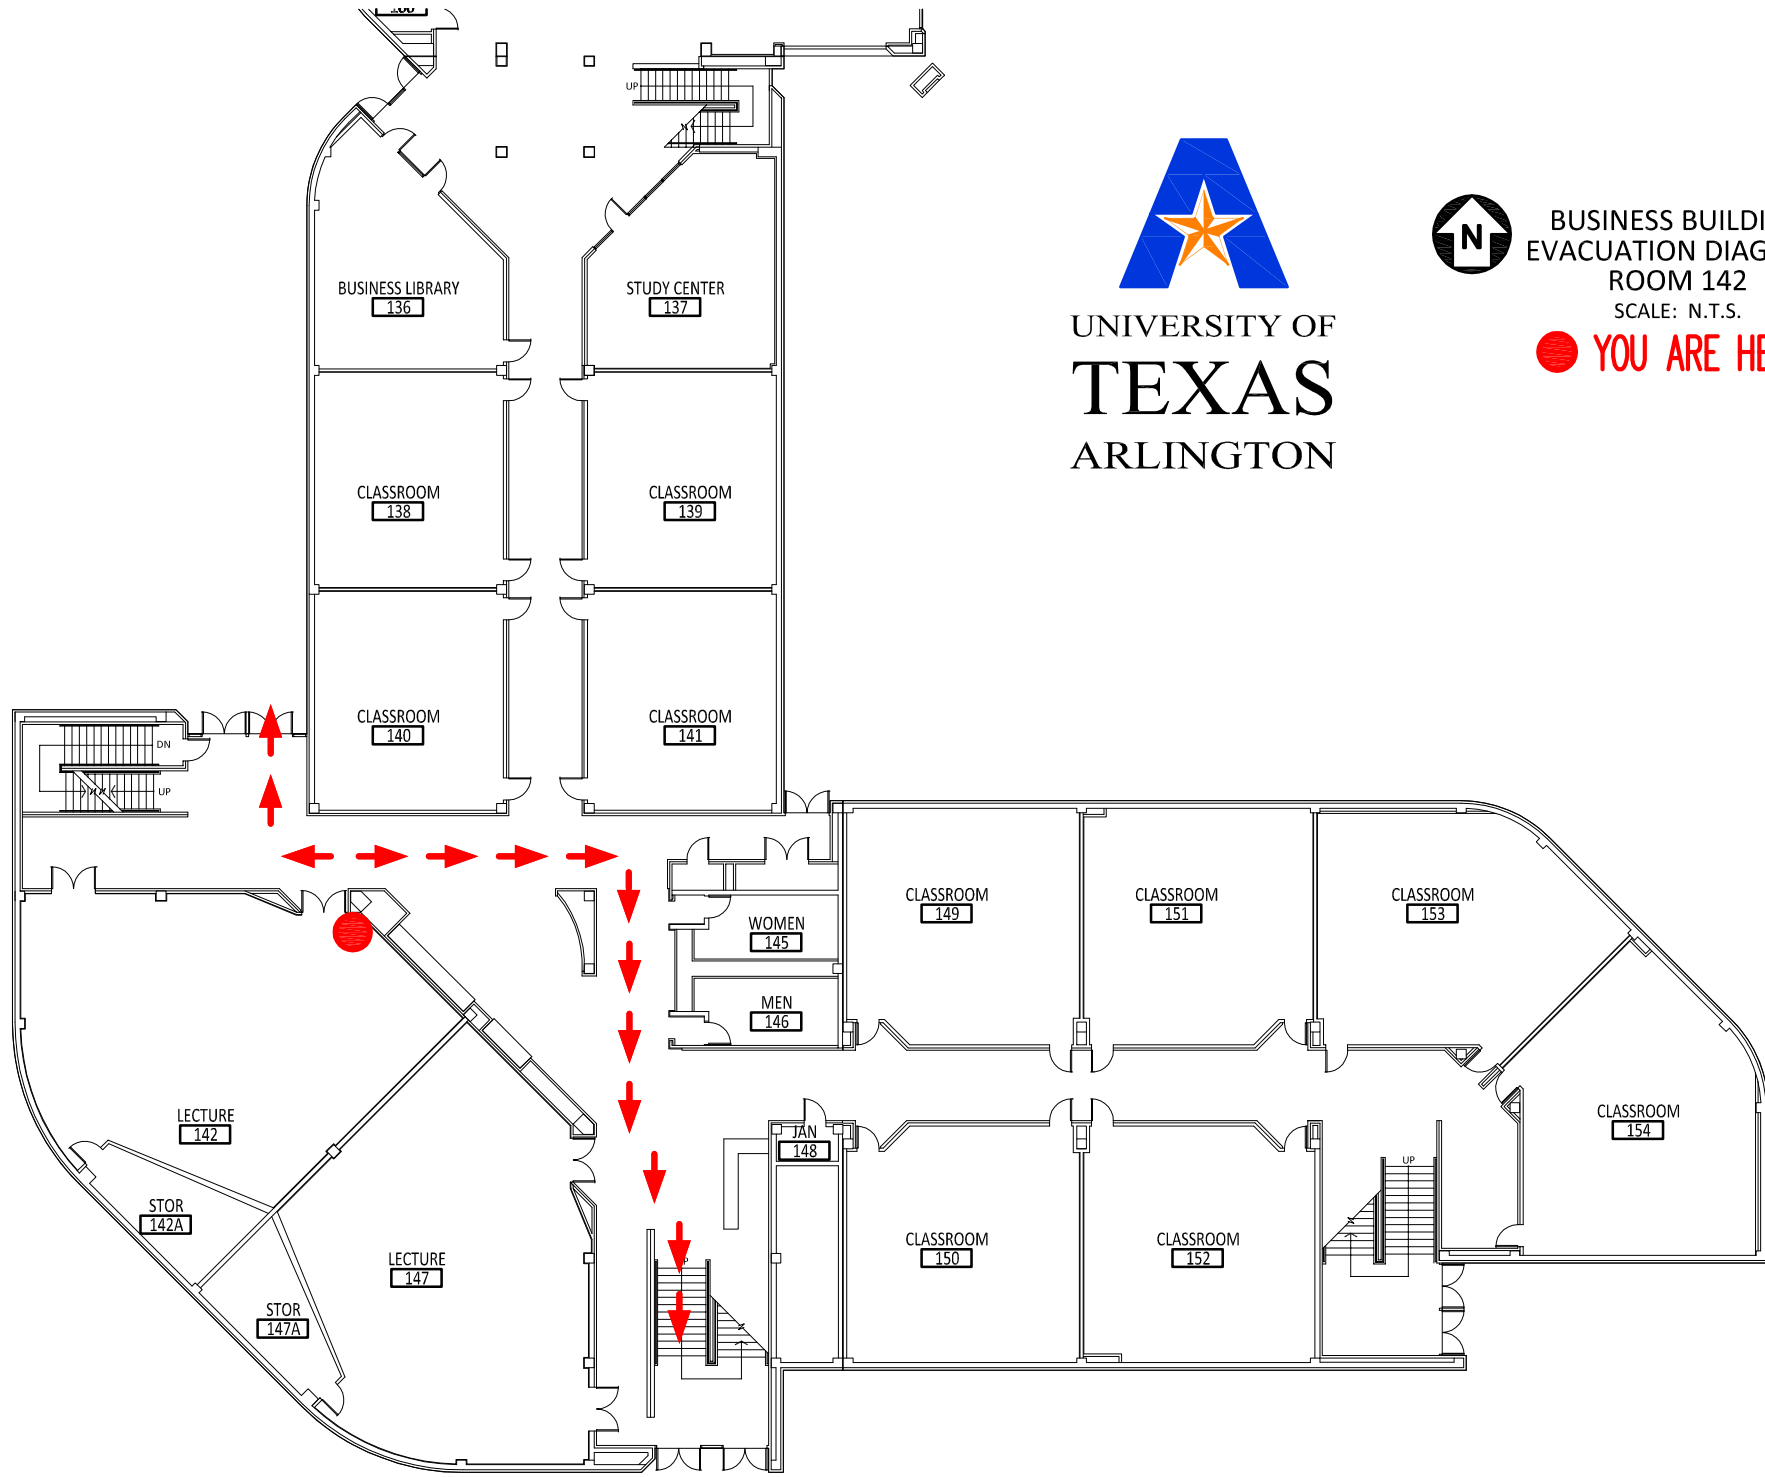 UP
BUSINESS LIBRARY
136
STUDY CENTER
137
UNIVERSITY OF
TEXAS
ARLINGTON
N
BUSINESS BUILDI
EVACUATION DIAG
ROOM 142
SCALE: N.T.S.
YOU ARE HE
CLASSROOM
138
CLASSROOM
139
CLASSROOM
140
CLASSROOM
141
DN
UP
CLASSROOM
149
CLASSROOM
151
CLASSROOM
153
WOMEN
145
MEN
146
LECTURE
142
JAN
148
CLASSROOM
154
STOR
142A
UP
LECTURE
147
CLASSROOM
150
CLASSROOM
152
STOR
147A